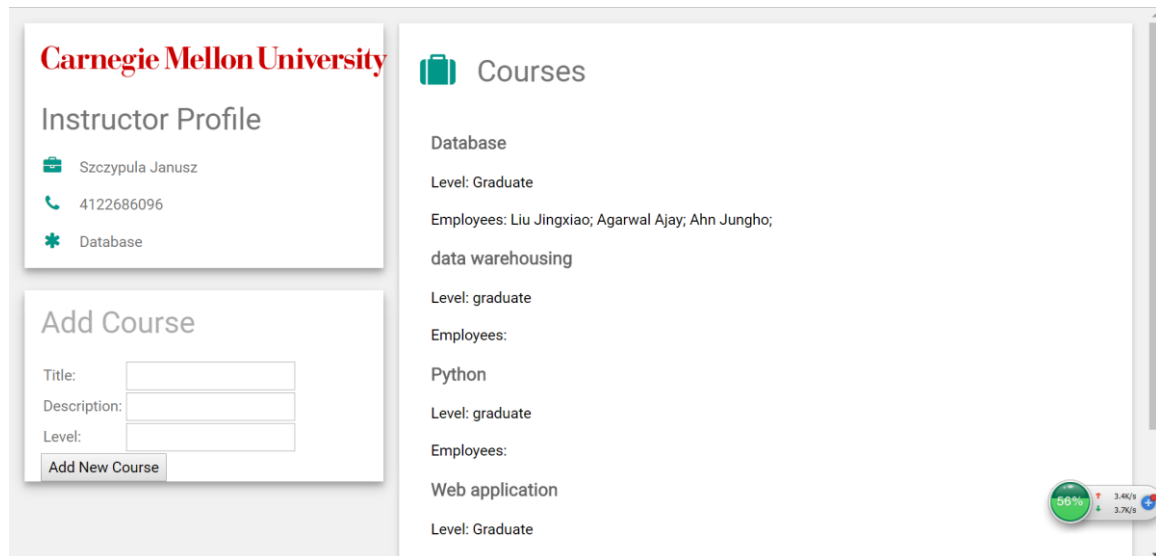 Carnegie Mellon University
Instructor Profile
Szczypula Janusz
4122686096
Database
Add Course
Title:
Description:
Level:
Add New Course
Courses
Database
Level: Graduate
Employees: Liu Jingxiao; Agarwal Ajay; Ahn Jungho;
data warehousing
Level: graduate
Employees:
Python
Level: graduate
Employees:
Web application
Level: Graduate
56%
3.4K/s
3.7K/s